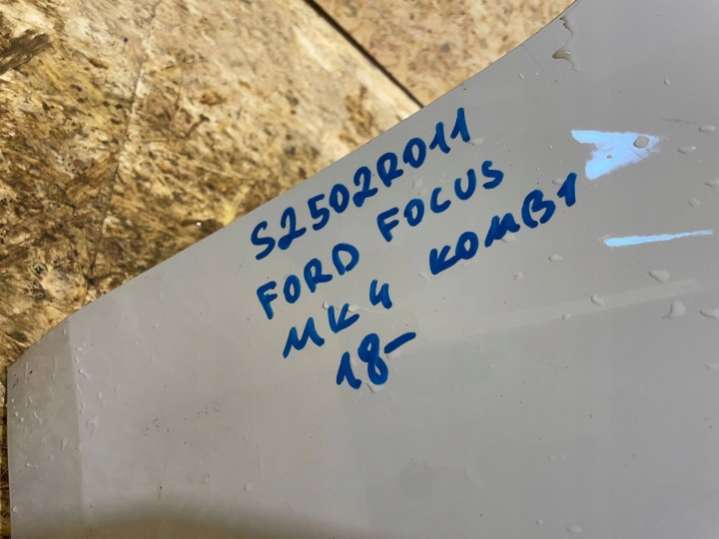 S2502R011
FORD FOCUS
MK4 KOMBI
18-